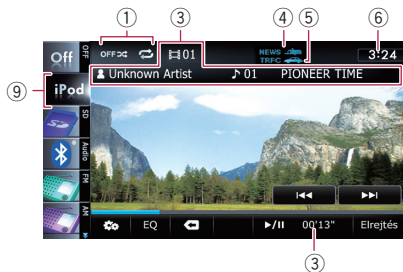 ① ③ ④ ⑤ ⑥
Off OFF OFF 01 NEWS TRFC 3:24
Unknown Artist 01 PIONEER TIME
⑨ iPod
SD
Audio
FM
AM
EQ ▶/II 00'13" Elrejtés
③